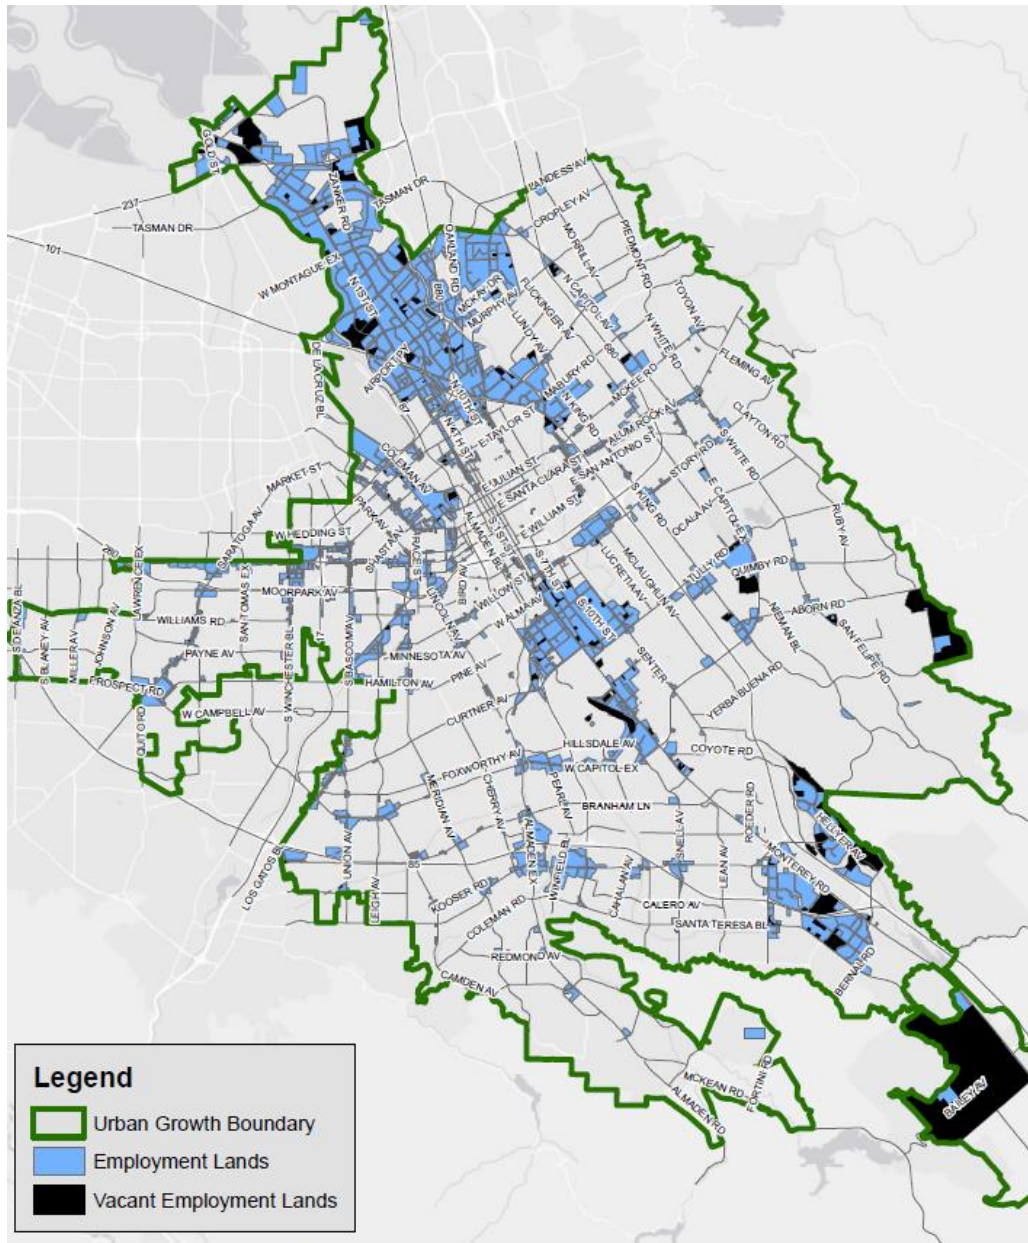 GOLD ST
ZANKER RD
TASMAN DR
237
TASMAN DR
101
W MONTAGUE EX
N 1ST ST
OAKLAND RD
880
MCKAY DR
MURPHY AV
LANDESS AV
CROPLEY AV
MORRILL AV
PIEDMONT RD
N CAPITOL AV
FLICKINGER AV
LUNDY AV
TOYON AV
N WHITE RD
680
FLEMING AV
DE LA CRUZ BL
AIRPORT PY
87
N 10TH ST
N 4TH ST
MABURY RD
N KING RD
MCKEE RD
E TAYLOR ST
ALUM ROCK AV
CLAYTON RD
COLEMAN AV
MARKET ST
E JULIAN ST
E SANTA CLARA ST
E SAN ANTONIO ST
STORY RD
S WHITE RD
PARK AV
E WILLIAM ST
S KING RD
OCALA AV
E CAPITOL EX
RUBY AV
SARATOGA AV
W HEDDING ST
SHASTA AV
RACE ST
ALMADEN BL
S 1ST ST
S 7TH ST
280
LAWRENCE EX
SAN TOMAS EX
MOORPARK AV
LINCOLN AV
BIRD AV
WILLOW ST
W ALMA AV
S 10TH ST
LUCRETIA AV
MCLAUGHLIN AV
TULLY RD
QUIMBY RD
S DE ANZA BL
S BLANEY AV
MILLER AV
JOHNSON AV
WILLIAMS RD
PAYNE AV
S WINCHESTER BL
17
S BASCOM AV
MINNESOTA AV
HAMILTON AV
PINE AV
SENTER
NIEMAN BL
ABORN RD
SAN FELIPE RD
PROSPECT RD
QUITO RD
W CAMPBELL AV
CURTNER AV
YERBA BUENA RD
HILLSDALE AV
COYOTE RD
FOXWORTHY AV
W CAPITOL EX
MERIDIAN AV
CHERRY AV
PEARL AV
BRANHAM LN
ROEDER RD
HELLYER AV
LOS GATOS BL
UNION AV
85
ALMADEN EX
WINFIELD BL
CAHALAN AV
SNELL AV
LEAN AV
MONTEREY RD
LEIGH AV
KOOSER RD
COLEMAN RD
CALERO AV
SANTA TERESA BL
BERNAL RD
REDMOND AV
CAMDEN AV
MCKEAN RD
FORTINI RD
ALMADEN RD
BAILEY AV
Legend
Urban Growth Boundary
Employment Lands
Vacant Employment Lands